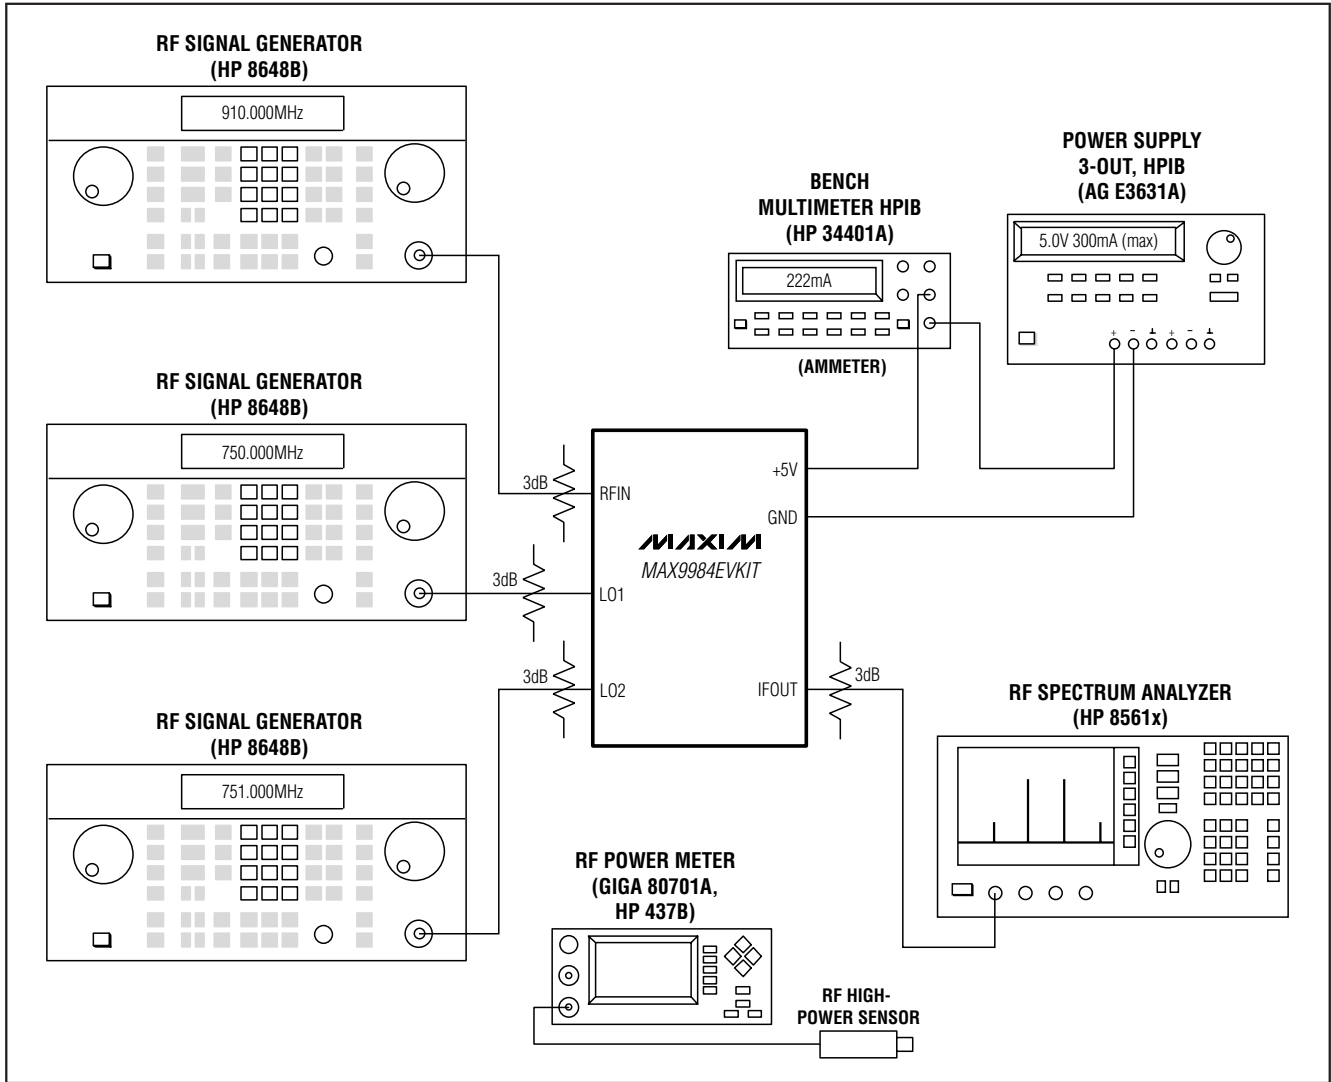 RF SIGNAL GENERATOR
(HP 8648B)
910.000MHz
POWER SUPPLY
3-OUT, HPIB
(AG E3631A)
5.0V 300mA (max)
+ - ⊥ + - ⊥
BENCH
MULTIMETER HPIB
(HP 34401A)
222mA
(AMMETER)
RF SIGNAL GENERATOR
(HP 8648B)
750.000MHz
3dB
RFIN
+5V
GND
MAXIM
MAX9984EVKIT
3dB
LO1
3dB
LO2
IFOUT
3dB
RF SIGNAL GENERATOR
(HP 8648B)
751.000MHz
RF SPECTRUM ANALYZER
(HP 8561x)
RF POWER METER
(GIGA 80701A,
HP 437B)
RF HIGH-
POWER SENSOR